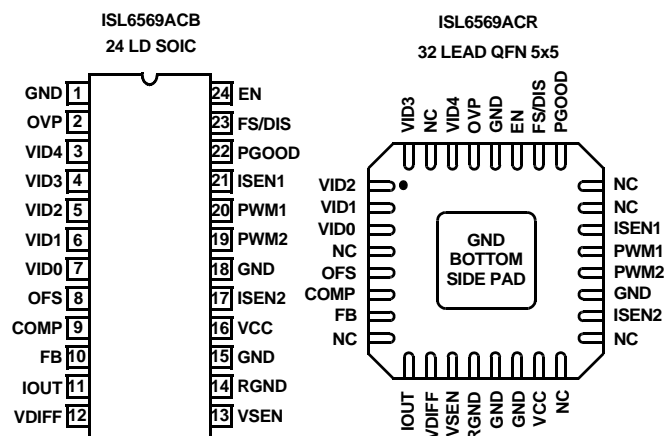 ISL6569ACB
24 LD SOIC
GND 1
OVP 2
VID4 3
VID3 4
VID2 5
VID1 6
VID0 7
OFS 8
COMP 9
FB 10
IOUT 11
VDIFF 12
24 EN
23 FS/DIS
22 PGOOD
21 ISEN1
20 PWM1
19 PWM2
18 GND
17 ISEN2
16 VCC
15 GND
14 RGND
13 VSEN
ISL6569ACR
32 LEAD QFN 5x5
VID3
NC
VID4
OVP
GND
EN
FS/DIS
PGOOD
VID2
VID1
VID0
NC
OFS
COMP
FB
NC
GND
BOTTOM
SIDE PAD
NC
NC
ISEN1
PWM1
PWM2
GND
ISEN2
NC
IOUT
VDIFF
VSEN
RGND
GND
GND
VCC
NC